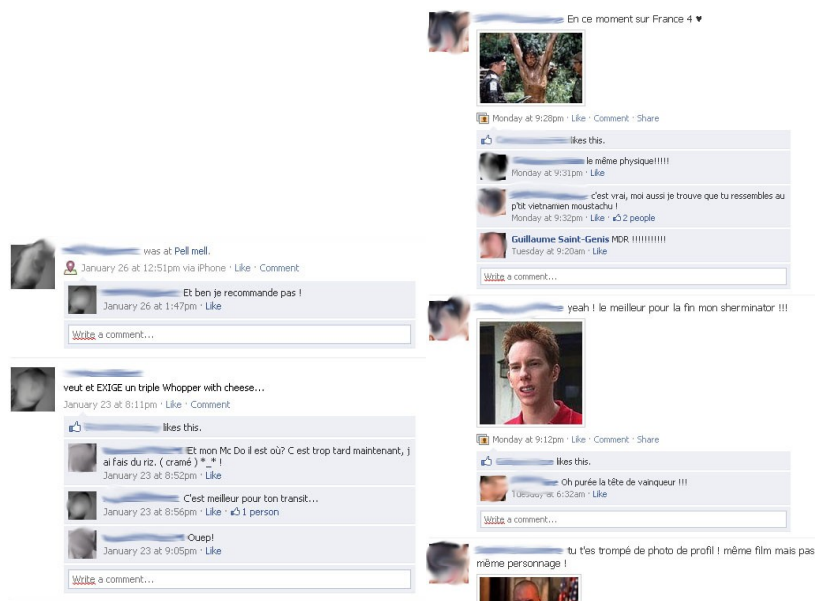 was at Pell mell.
January 26 at 12:51pm via iPhone · Like · Comment
Et ben je recommande pas !
January 26 at 1:47pm · Like
Write a comment...
veut et EXIGE un triple Whopper with cheese...
January 23 at 8:11pm · Like · Comment
likes this.
Et mon Mc Do il est où? C est trop tard maintenant, j
ai fais du riz. ( cramé ) *_* !
January 23 at 8:52pm · Like
C'est meilleur pour ton transit...
January 23 at 8:56pm · Like · 1 person
Ouep!
January 23 at 9:05pm · Like
Write a comment...
En ce moment sur France 4 ♥
Monday at 9:28pm · Like · Comment · Share
likes this.
le même physique!!!!!
Monday at 9:31pm · Like
c'est vrai, moi aussi je trouve que tu ressembles au
p'tit vietnamien moustachu !
Monday at 9:32pm · Like · 2 people
Guillaume Saint-Genis MDR !!!!!!!!!!!
Tuesday at 9:20am · Like
Write a comment...
yeah ! le meilleur pour la fin mon sherminator !!!
Monday at 9:12pm · Like · Comment · Share
likes this.
Oh purée la tête de vainqueur !!!
Tuesday at 6:32am · Like
Write a comment...
tu t'es trompé de photo de profil ! même film mais pas
même personnage !